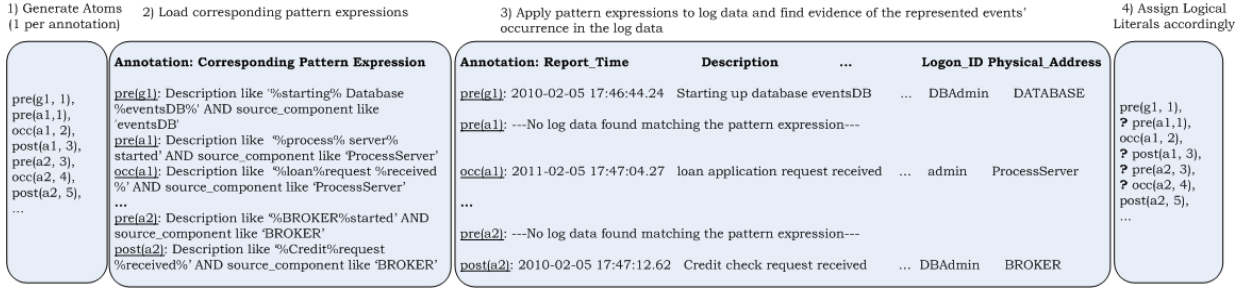 1) Generate Atoms
(1 per annotation)
2) Load corresponding pattern expressions
3) Apply pattern expressions to log data and find evidence of the represented events'
occurrence in the log data
4) Assign Logical
Literals accordingly
pre(g1, 1),
pre(a1,1),
occ(a1, 2),
post(a1, 3),
pre(a2, 3),
occ(a2, 4),
post(a2, 5),
...
Annotation: Corresponding Pattern Expression
pre(g1): Description like '%starting% Database
%eventsDB%' AND source_component like
'eventsDB'
pre(a1): Description like '%process% server%
started' AND source_component like 'ProcessServer'
occ(a1): Description like '%loan%request %received
%' AND source_component like 'ProcessServer'
...
pre(a2): Description like '%BROKER%started' AND
source_component like 'BROKER'
post(a2): Description like '%Credit%request
%received%' AND source_component like 'BROKER'
Annotation: Report_Time Description ... Logon_ID Physical_Address
pre(g1): 2010-02-05 17:46:44.24 Starting up database eventsDB ... DBAdmin DATABASE
pre(a1): ---No log data found matching the pattern expression---
occ(a1): 2011-02-05 17:47:04.27 loan application request received ... admin ProcessServer
...
pre(a2): ---No log data found matching the pattern expression---
post(a2): 2010-02-05 17:47:12.62 Credit check request received ... DBAdmin BROKER
pre(g1, 1),
? pre(a1,1),
occ(a1, 2),
? post(a1, 3),
? pre(a2, 3),
? occ(a2, 4),
post(a2, 5),
...